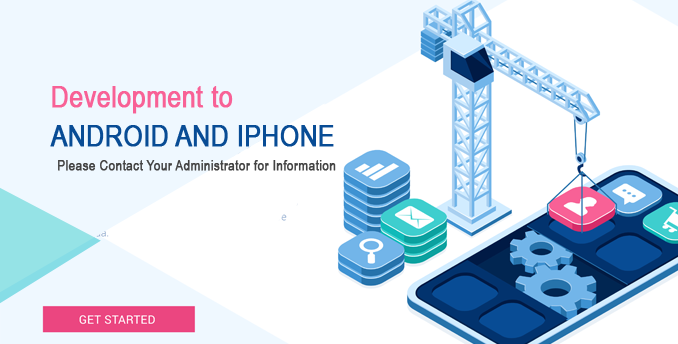 Development to
ANDROID AND IPHONE
Please Contact Your Administrator for Information
e
a.
GET STARTED